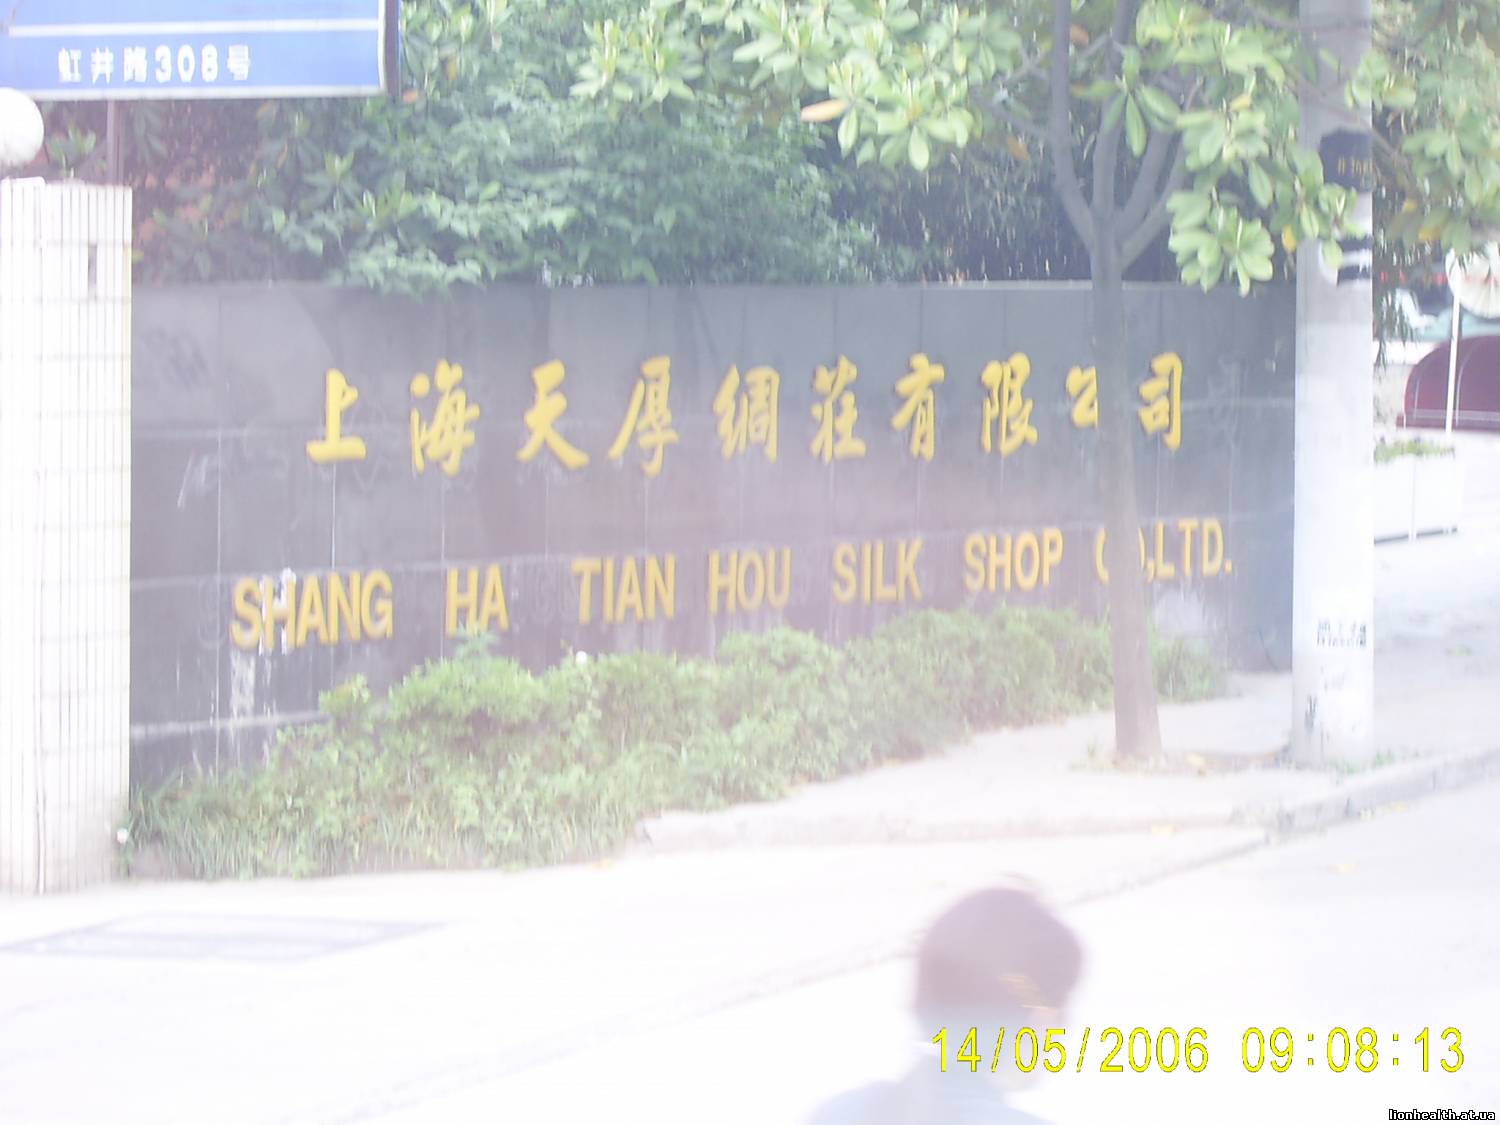 虹井路308号
上海天厚绸莊有限公司
SHANG HA TIAN HOU SILK SHOP CO.,LTD.
14/05/2006 09:08:13
lionhealth.at.ua